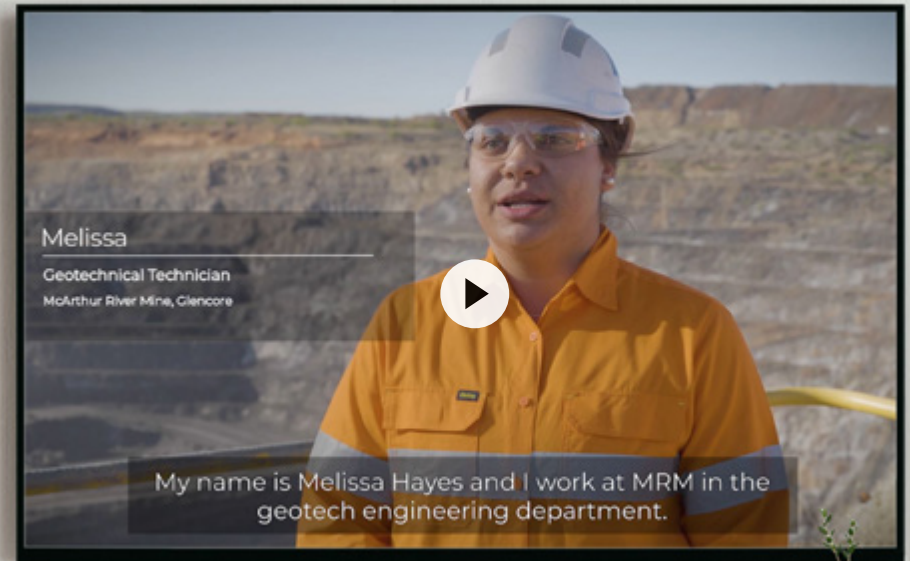 Melissa
Geotechnical Technician
McArthur River Mine, Glencore
My name is Melissa Hayes and I work at MRM in the
geotech engineering department.